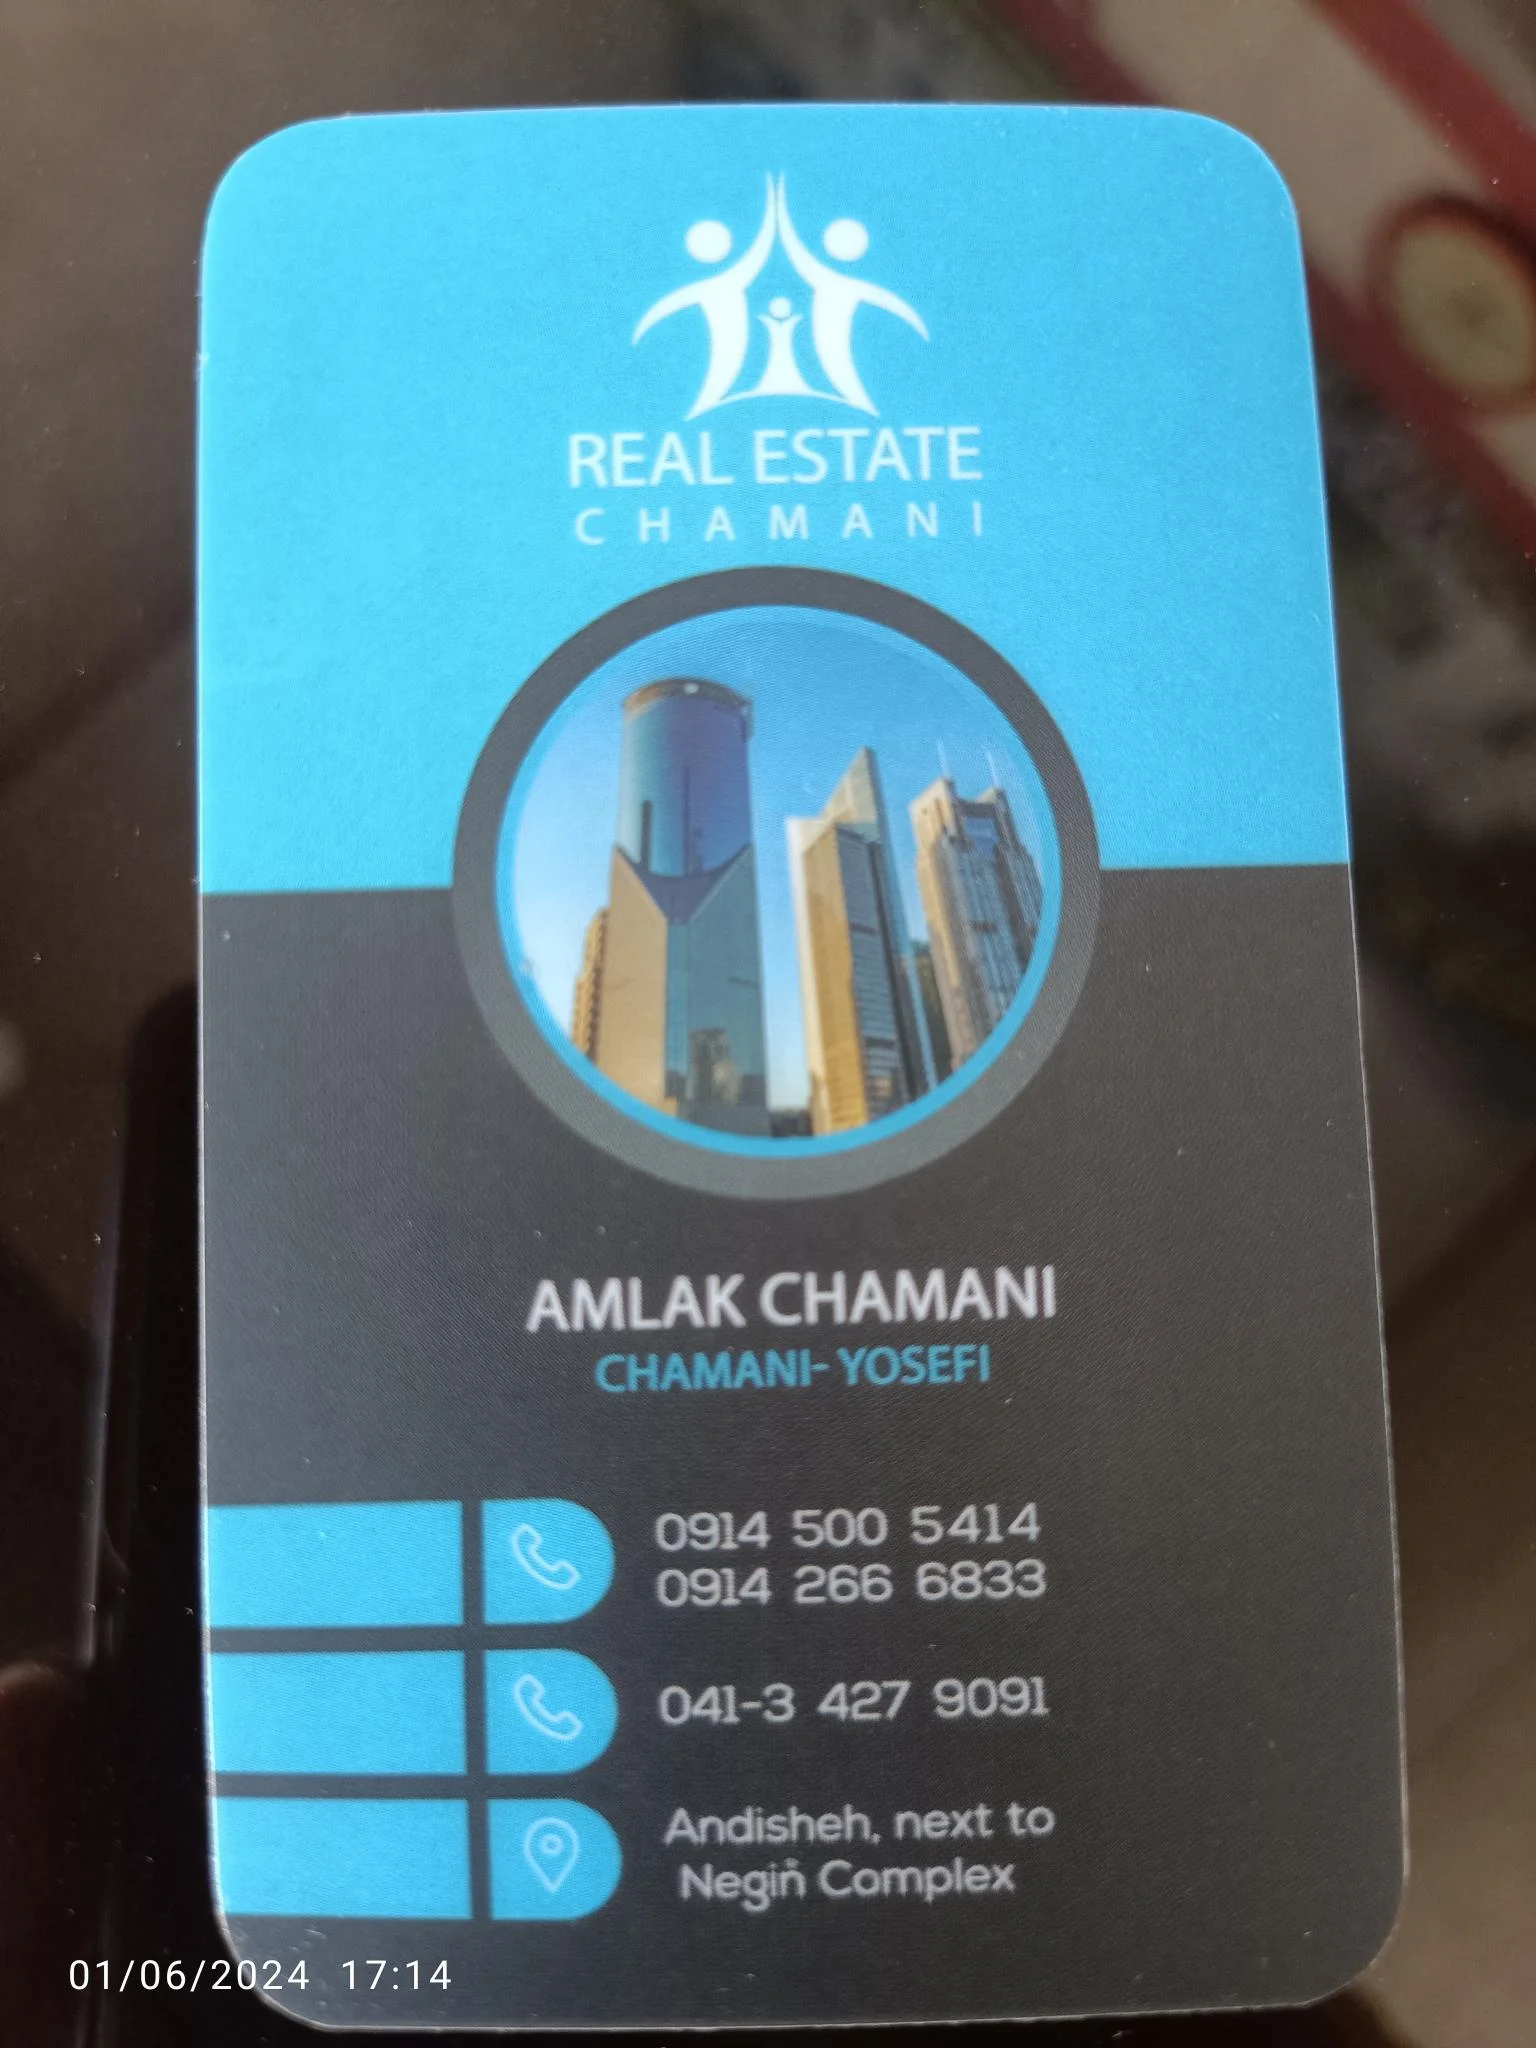 REAL ESTATE
CHAMANI
AMLAK CHAMANI
CHAMANI- YOSEFI
0914 500 5414
0914 266 6833
041-3 427 9091
Andisheh, next to
Negin Complex
01/06/2024 17:14